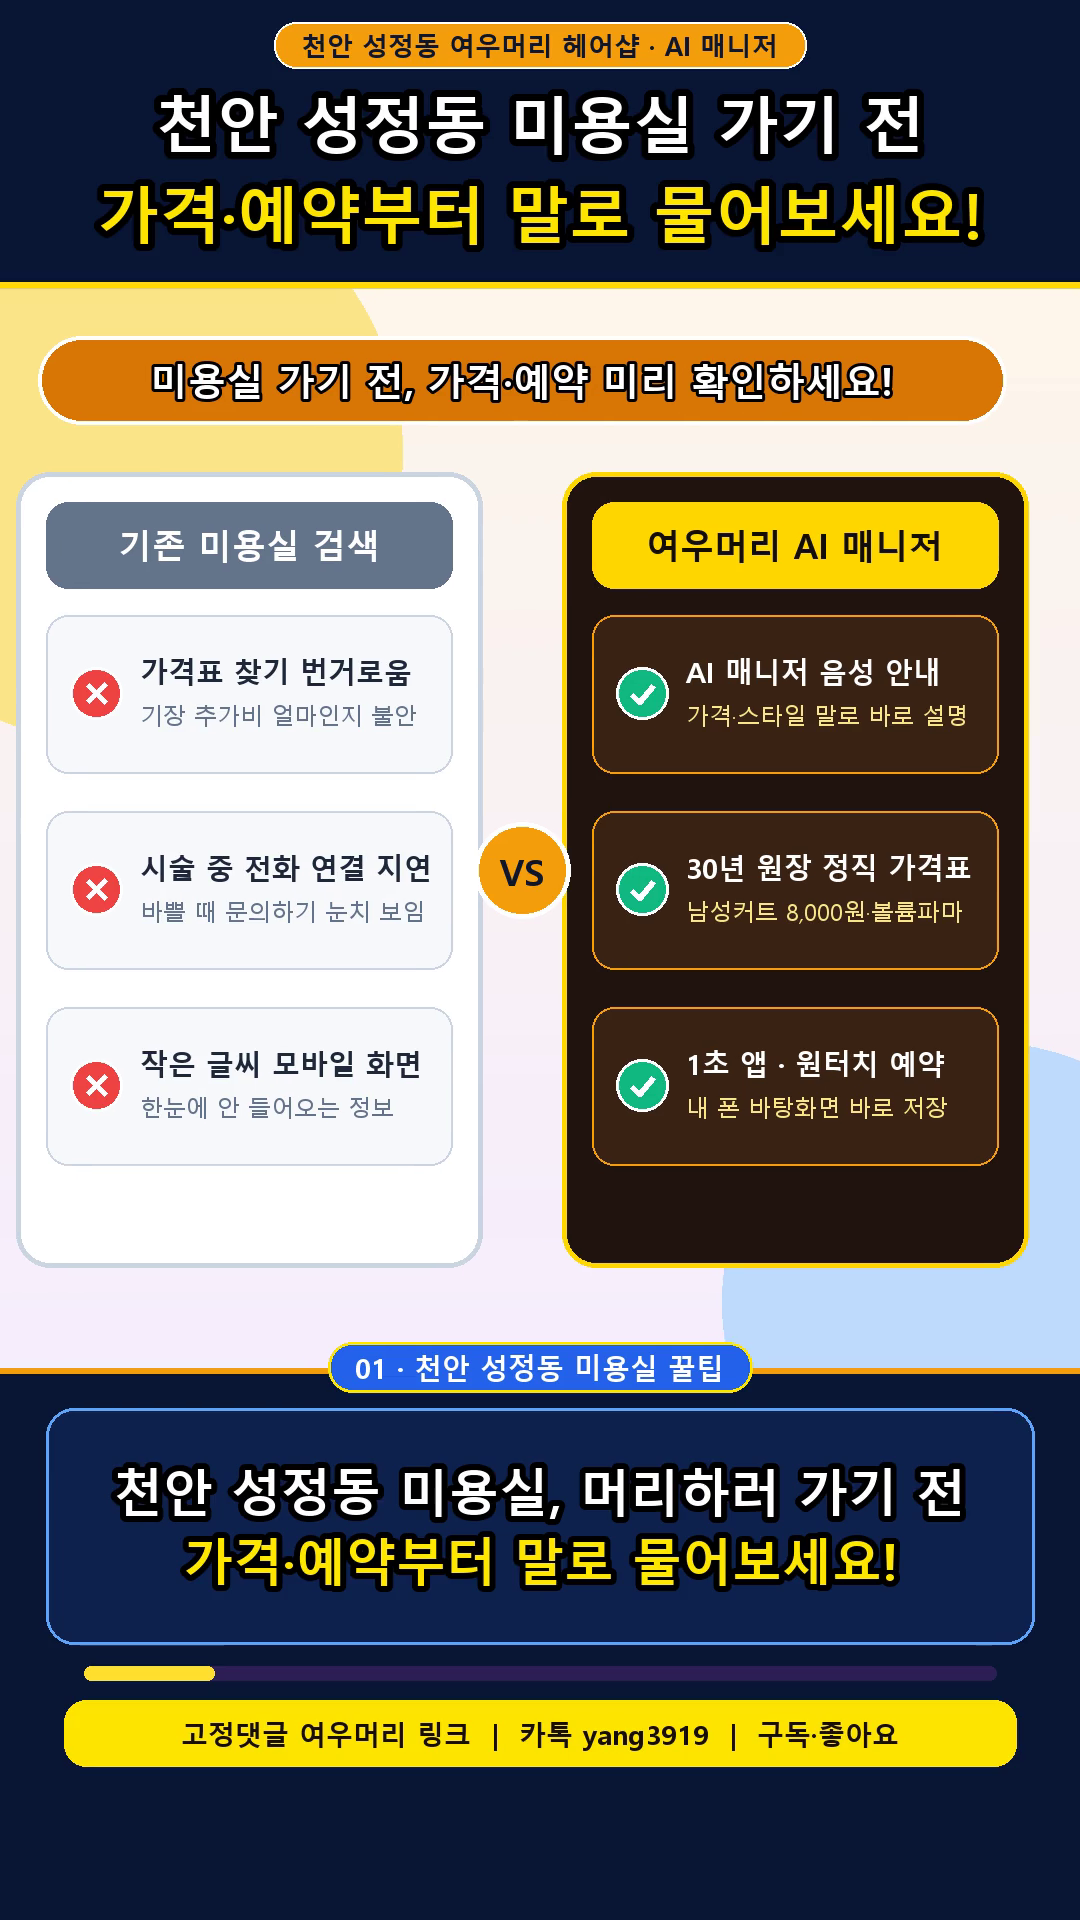 천안 성정동 여우머리 헤어샵 · AI 매니저
천안 성정동 미용실 가기 전
가격·예약부터 말로 물어보세요!
미용실 가기 전, 가격·예약 미리 확인하세요!
기존 미용실 검색
가격표 찾기 번거로움
기장 추가비 얼마인지 불안
시술 중 전화 연결 지연
바쁠 때 문의하기 눈치 보임
작은 글씨 모바일 화면
한눈에 안 들어오는 정보
VS
여우머리 AI 매니저
AI 매니저 음성 안내
가격·스타일 말로 바로 설명
30년 원장 정직 가격표
남성커트 8,000원·볼륨파마
1초 앱 · 원터치 예약
내 폰 바탕화면 바로 저장
01 · 천안 성정동 미용실 꿀팁
천안 성정동 미용실, 머리하러 가기 전
가격·예약부터 말로 물어보세요!
고정댓글 여우머리 링크 | 카톡 yang3919 | 구독·좋아요